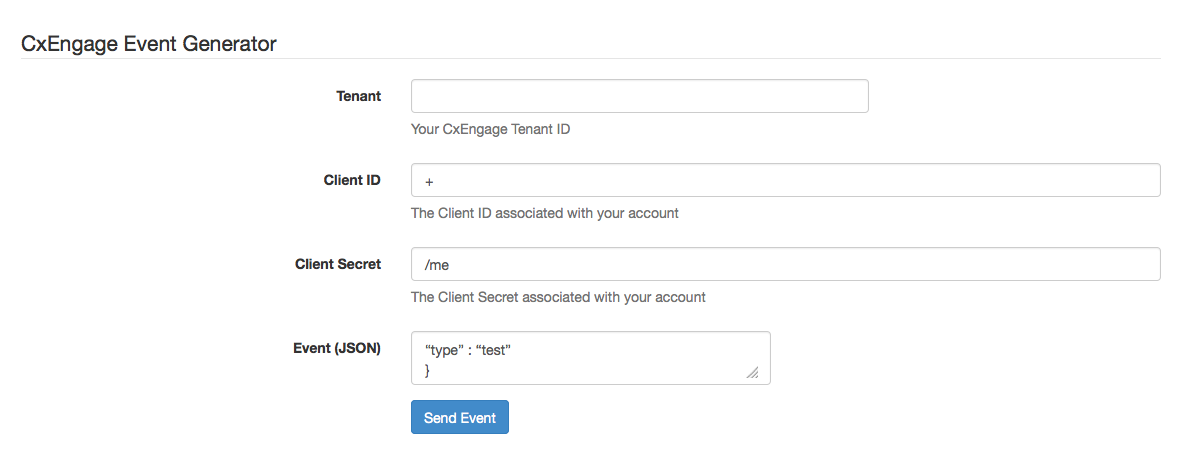 CxEngage Event Generator
Tenant
Your CxEngage Tenant ID
Client ID
+
The Client ID associated with your account
Client Secret
/me
The Client Secret associated with your account
Event (JSON)
“type” : “test”
}
Send Event